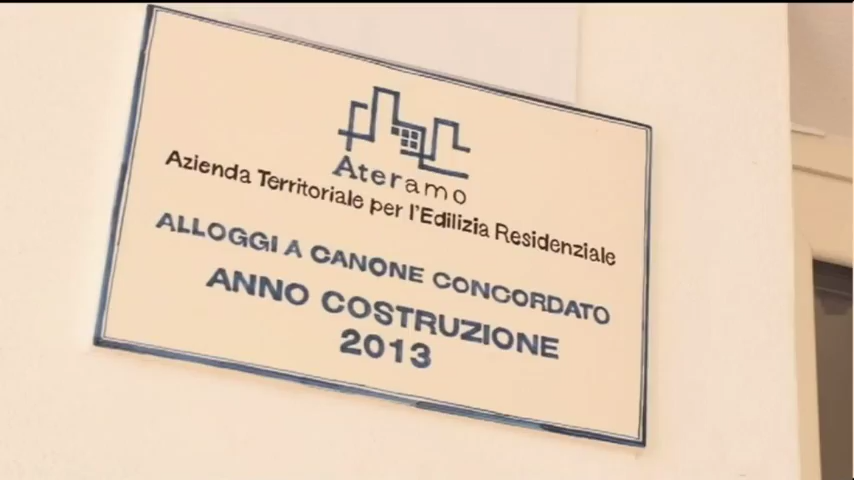 Ateramo
Azienda Territoriale per l'Edilizia Residenziale
ALLOGGI A CANONE CONCORDATO
ANNO COSTRUZIONE
2013